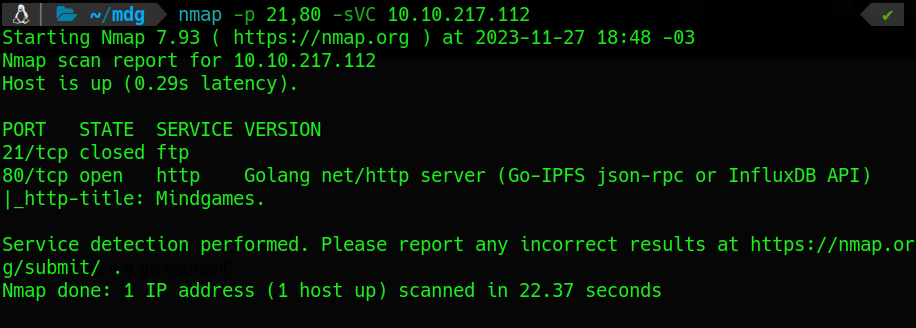 ~/mdg nmap -p 21,80 -sVC 10.10.217.112 ✔
Starting Nmap 7.93 ( https://nmap.org ) at 2023-11-27 18:48 -03
Nmap scan report for 10.10.217.112
Host is up (0.29s latency).
PORT   STATE  SERVICE VERSION
21/tcp closed ftp
80/tcp open   http    Golang net/http server (Go-IPFS json-rpc or InfluxDB API)
|_http-title: Mindgames.
Service detection performed. Please report any incorrect results at https://nmap.or
g/submit/ .
Nmap done: 1 IP address (1 host up) scanned in 22.37 seconds